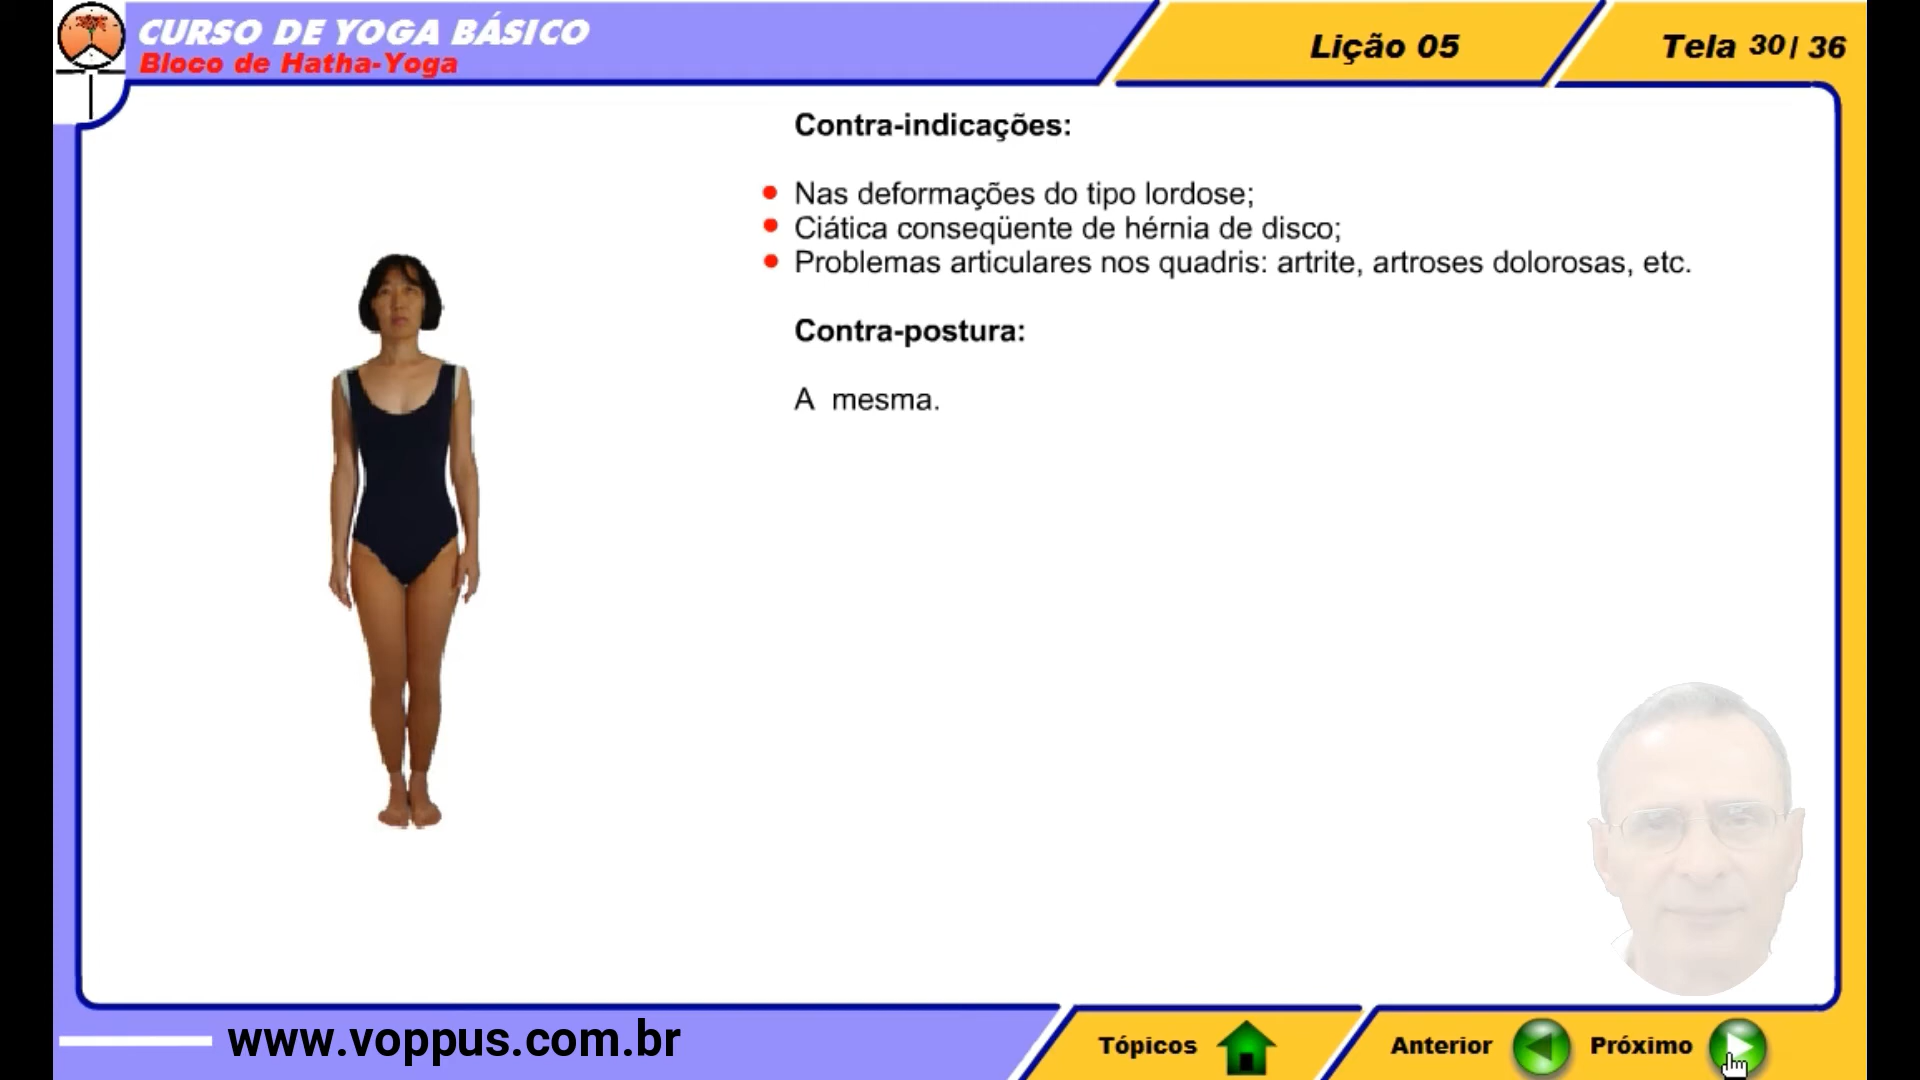 CURSO DE YOGA BÁSICO
Bloco de Hatha-Yoga
Lição 05
Tela 30 / 36
Contra-indicações:
Nas deformações do tipo lordose;
Ciática conseqüente de hérnia de disco;
Problemas articulares nos quadris: artrite, artroses dolorosas, etc.
Contra-postura:
A mesma.
www.voppus.com.br
Tópicos
Anterior
Próximo